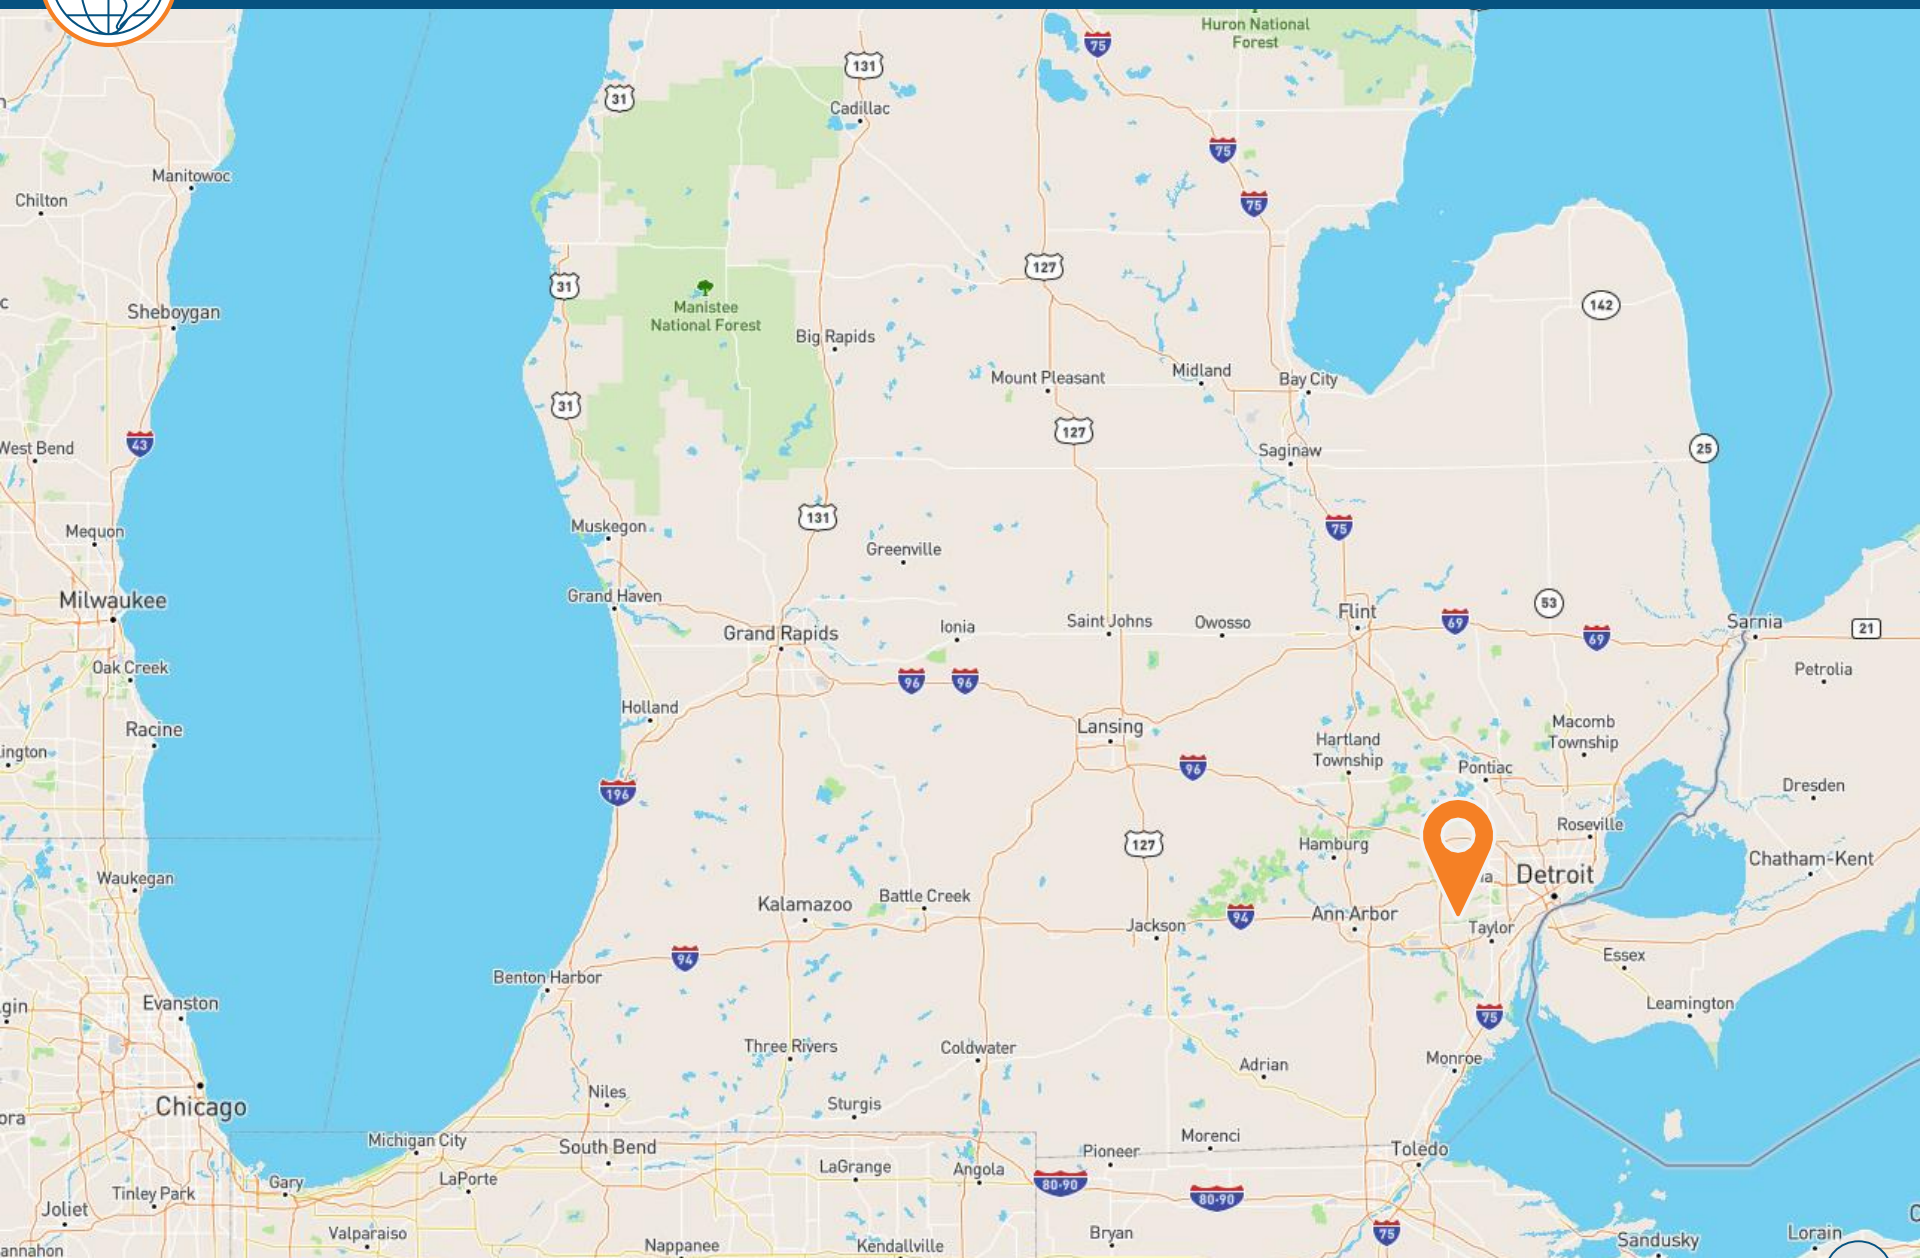 Huron National
Forest
75
131
31
Cadillac
75
Manitowoc
Chilton
75
127
31
142
Manistee
National Forest
Sheboygan
Big Rapids
Midland
Mount Pleasant
Bay City
31
127
43
West Bend
25
Saginaw
131
Muskegon
75
Mequon
Greenville
Grand Haven
Milwaukee
53
Flint
Saint Johns
Owosso
69
Sarnia
Ionia
21
Grand Rapids
69
Oak Creek
Petrolia
96
96
Holland
Macomb
Township
Lansing
Racine
Hartland
Township
Pontiac
96
Dresden
196
Roseville
127
Hamburg
Chatham-Kent
Detroit
Waukegan
Battle Creek
Kalamazoo
Ann Arbor
94
Jackson
Taylor
Essex
94
Benton Harbor
Evanston
Leamington
75
Three Rivers
Coldwater
Monroe
Adrian
Niles
Sturgis
Chicago
Morenci
Michigan City
South Bend
Pioneer
Toledo
LaGrange
Angola
LaPorte
Gary
80-90
Tinley Park
80-90
Joliet
Valparaiso
Bryan
75
Lorain
Sandusky
Nappanee
Kendallville